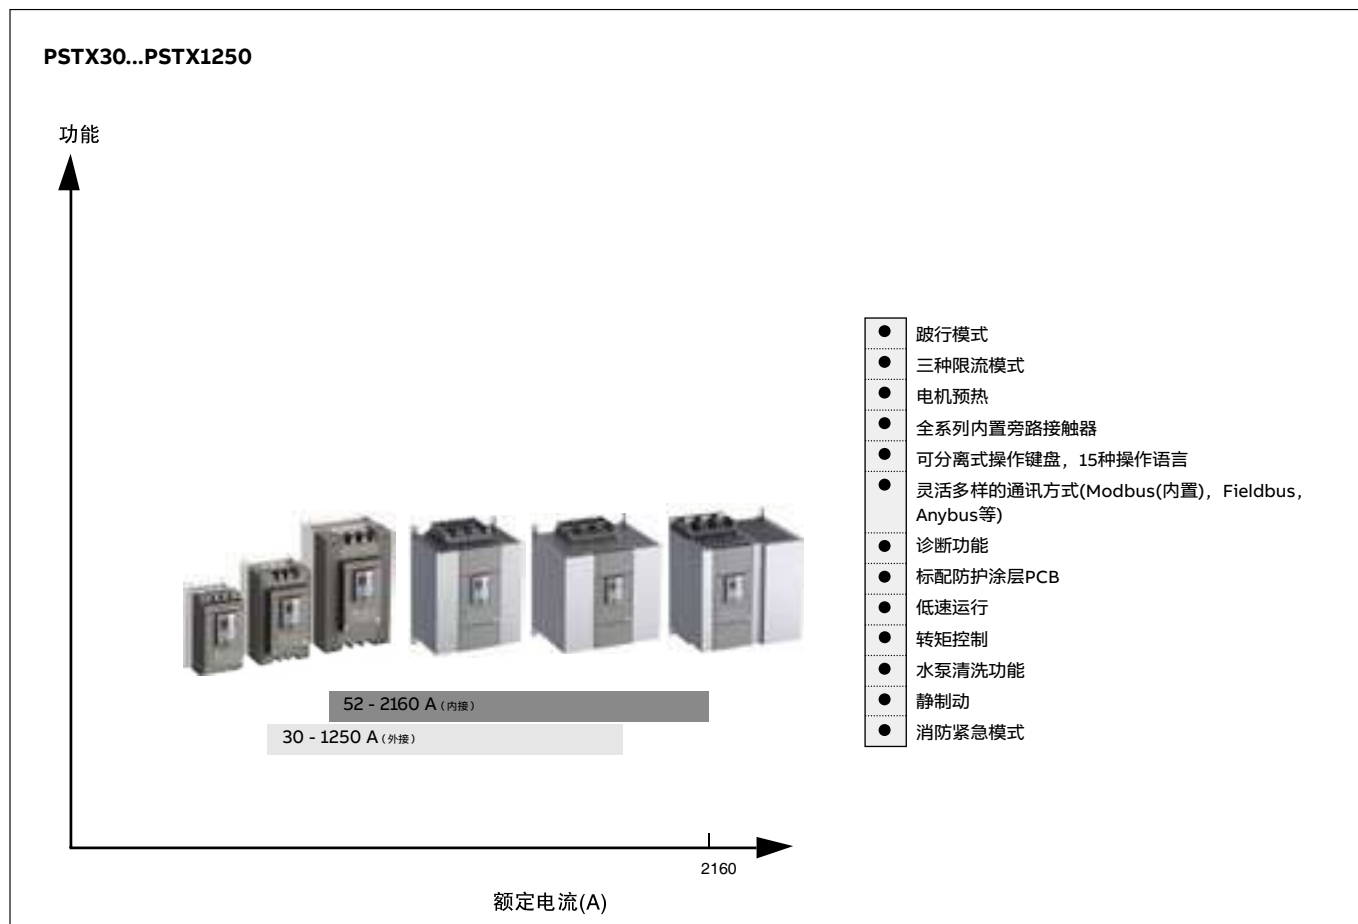 PSTX30...PSTX1250
功能
跛行模式
三种限流模式
电机预热
全系列内置旁路接触器
可分离式操作键盘，15种操作语言
灵活多样的通讯方式(Modbus(内置)，Fieldbus，
Anybus等)
诊断功能
标配防护涂层PCB
低速运行
转矩控制
水泵清洗功能
静制动
消防紧急模式
52 - 2160 A（内接）
30 - 1250 A（外接）
2160
额定电流(A)